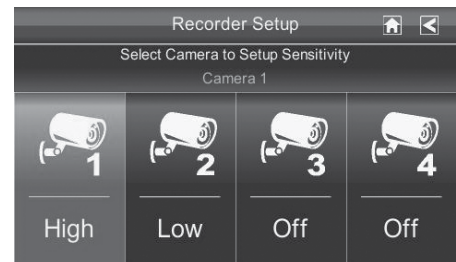 Recorder Setup
Select Camera to Setup Sensitivity
Camera 1
1 2 3 4
High Low Off Off